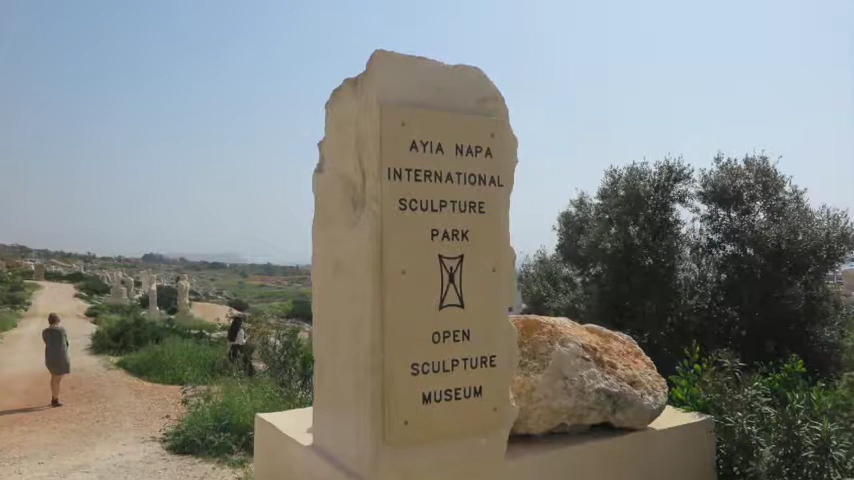 AYIA NAPA
INTERNATIONAL
SCULPTURE
PARK
OPEN
SCULPTURE
MUSEUM